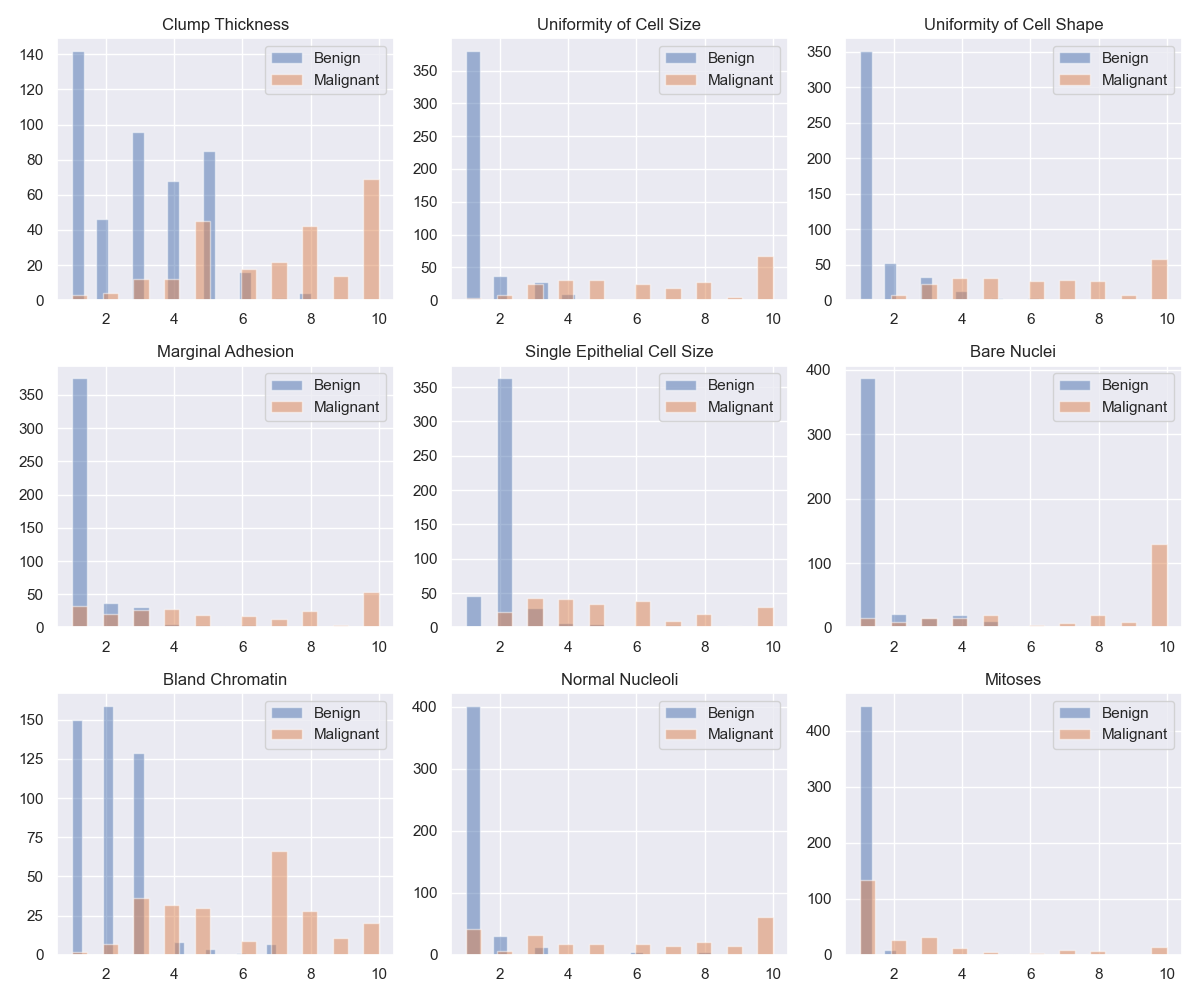 Clump Thickness
Benign
Malignant
140
120
100
80
60
40
20
0
2 4 6 8 10
Uniformity of Cell Size
Benign
Malignant
350
300
250
200
150
100
50
0
2 4 6 8 10
Uniformity of Cell Shape
Benign
Malignant
350
300
250
200
150
100
50
0
2 4 6 8 10
Marginal Adhesion
Benign
Malignant
350
300
250
200
150
100
50
0
2 4 6 8 10
Single Epithelial Cell Size
Benign
Malignant
350
300
250
200
150
100
50
0
2 4 6 8 10
Bare Nuclei
Benign
Malignant
400
300
200
100
0
2 4 6 8 10
Bland Chromatin
Benign
Malignant
150
125
100
75
50
25
0
2 4 6 8 10
Normal Nucleoli
Benign
Malignant
400
300
200
100
0
2 4 6 8 10
Mitoses
Benign
Malignant
400
300
200
100
0
2 4 6 8 10